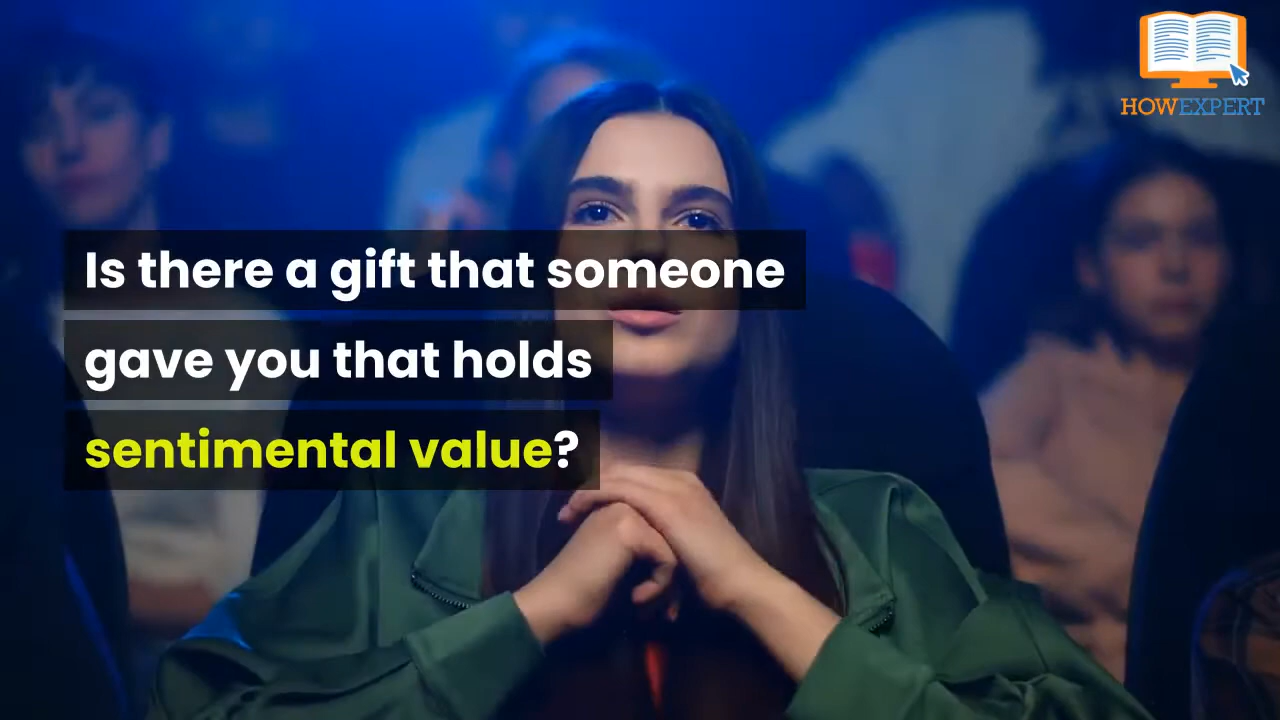 HOWEXPERT
Is there a gift that someone
gave you that holds
sentimental value?